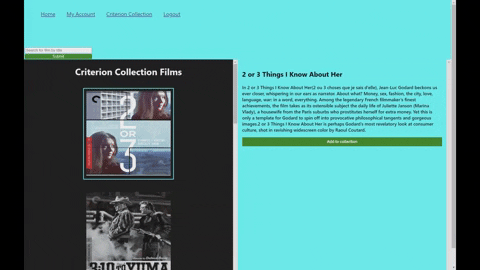 Home My Account Criterion Collection Logout
Search for film by title
Submit
Criterion Collection Films
2 or 3 Things I Know About Her
In 2 or 3 Things I Know About Her(2 ou 3 choses que je sais d'elle), Jean-Luc Godard beckons us
ever closer, whispering in our ears as narrator. About what? Money, sex, fashion, the city, love,
language, war: in a word, everything. Among the legendary French filmmaker's finest
achievements, the film takes as its ostensible subject the daily life of Juliette Janson (Marina
Vlady), a housewife from the Paris suburbs who prostitutes herself for extra money. Yet this is
only a template for Godard to spin off into provocative philosophical tangents and gorgeous
images.2 or 3 Things I Know About Her is perhaps Godard's most revelatory look at consumer
culture, shot in ravishing widescreen color by Raoul Coutard.
Add to collection
2
OR
3
3:10 TO YUMA